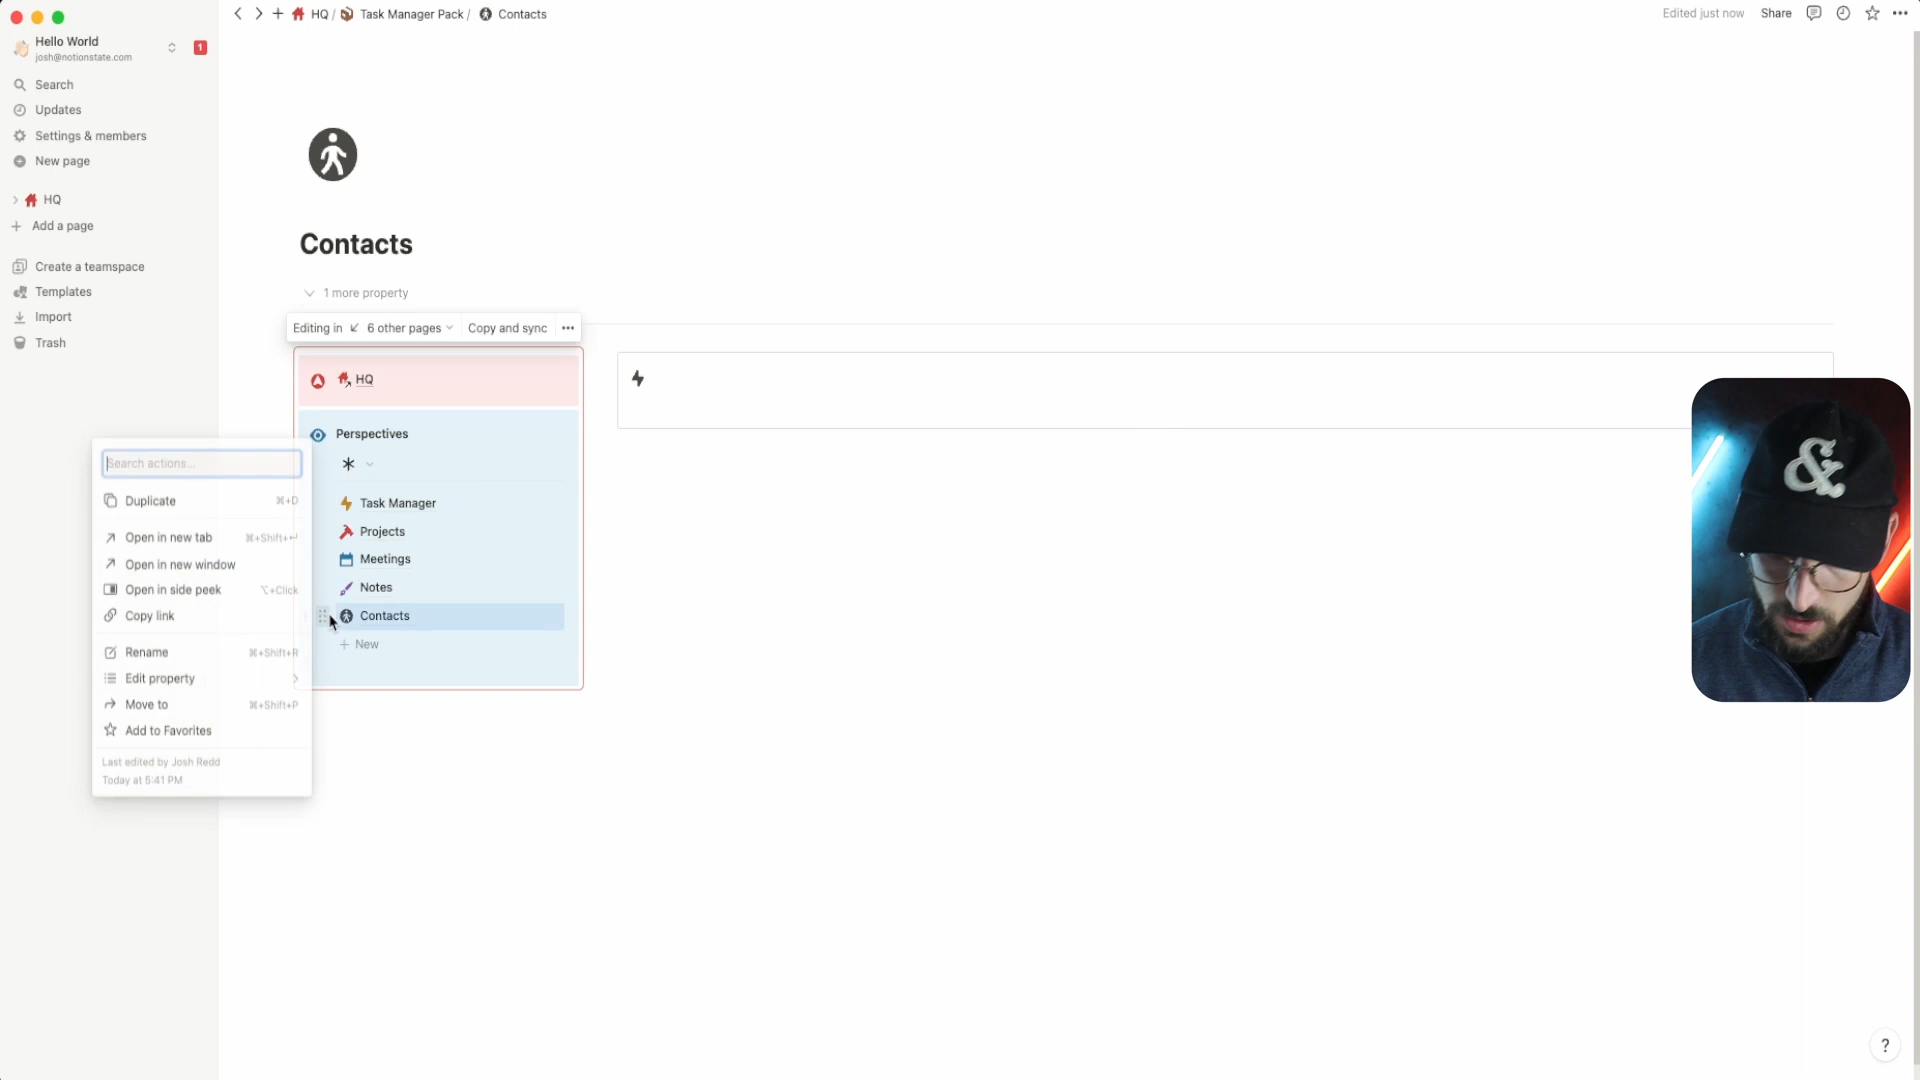 HQ / Task Manager Pack / Contacts
Edited just now Share
Hello World
josh@notionstate.com
1
Search
Updates
Settings & members
New page
HQ
Add a page
Create a teamspace
Templates
Import
Trash
Contacts
1 more property
Editing in 6 other pages Copy and sync
HQ
Perspectives
Task Manager
Projects
Meetings
Notes
Contacts
New
Search actions...
Duplicate ⌘+D
Open in new tab ⌘+Shift+↵
Open in new window
Open in side peek ⌥+Click
Copy link
Rename ⌘+Shift+R
Edit property
Move to ⌘+Shift+P
Add to Favorites
Last edited by Josh Redd
Today at 5:41 PM
&
?